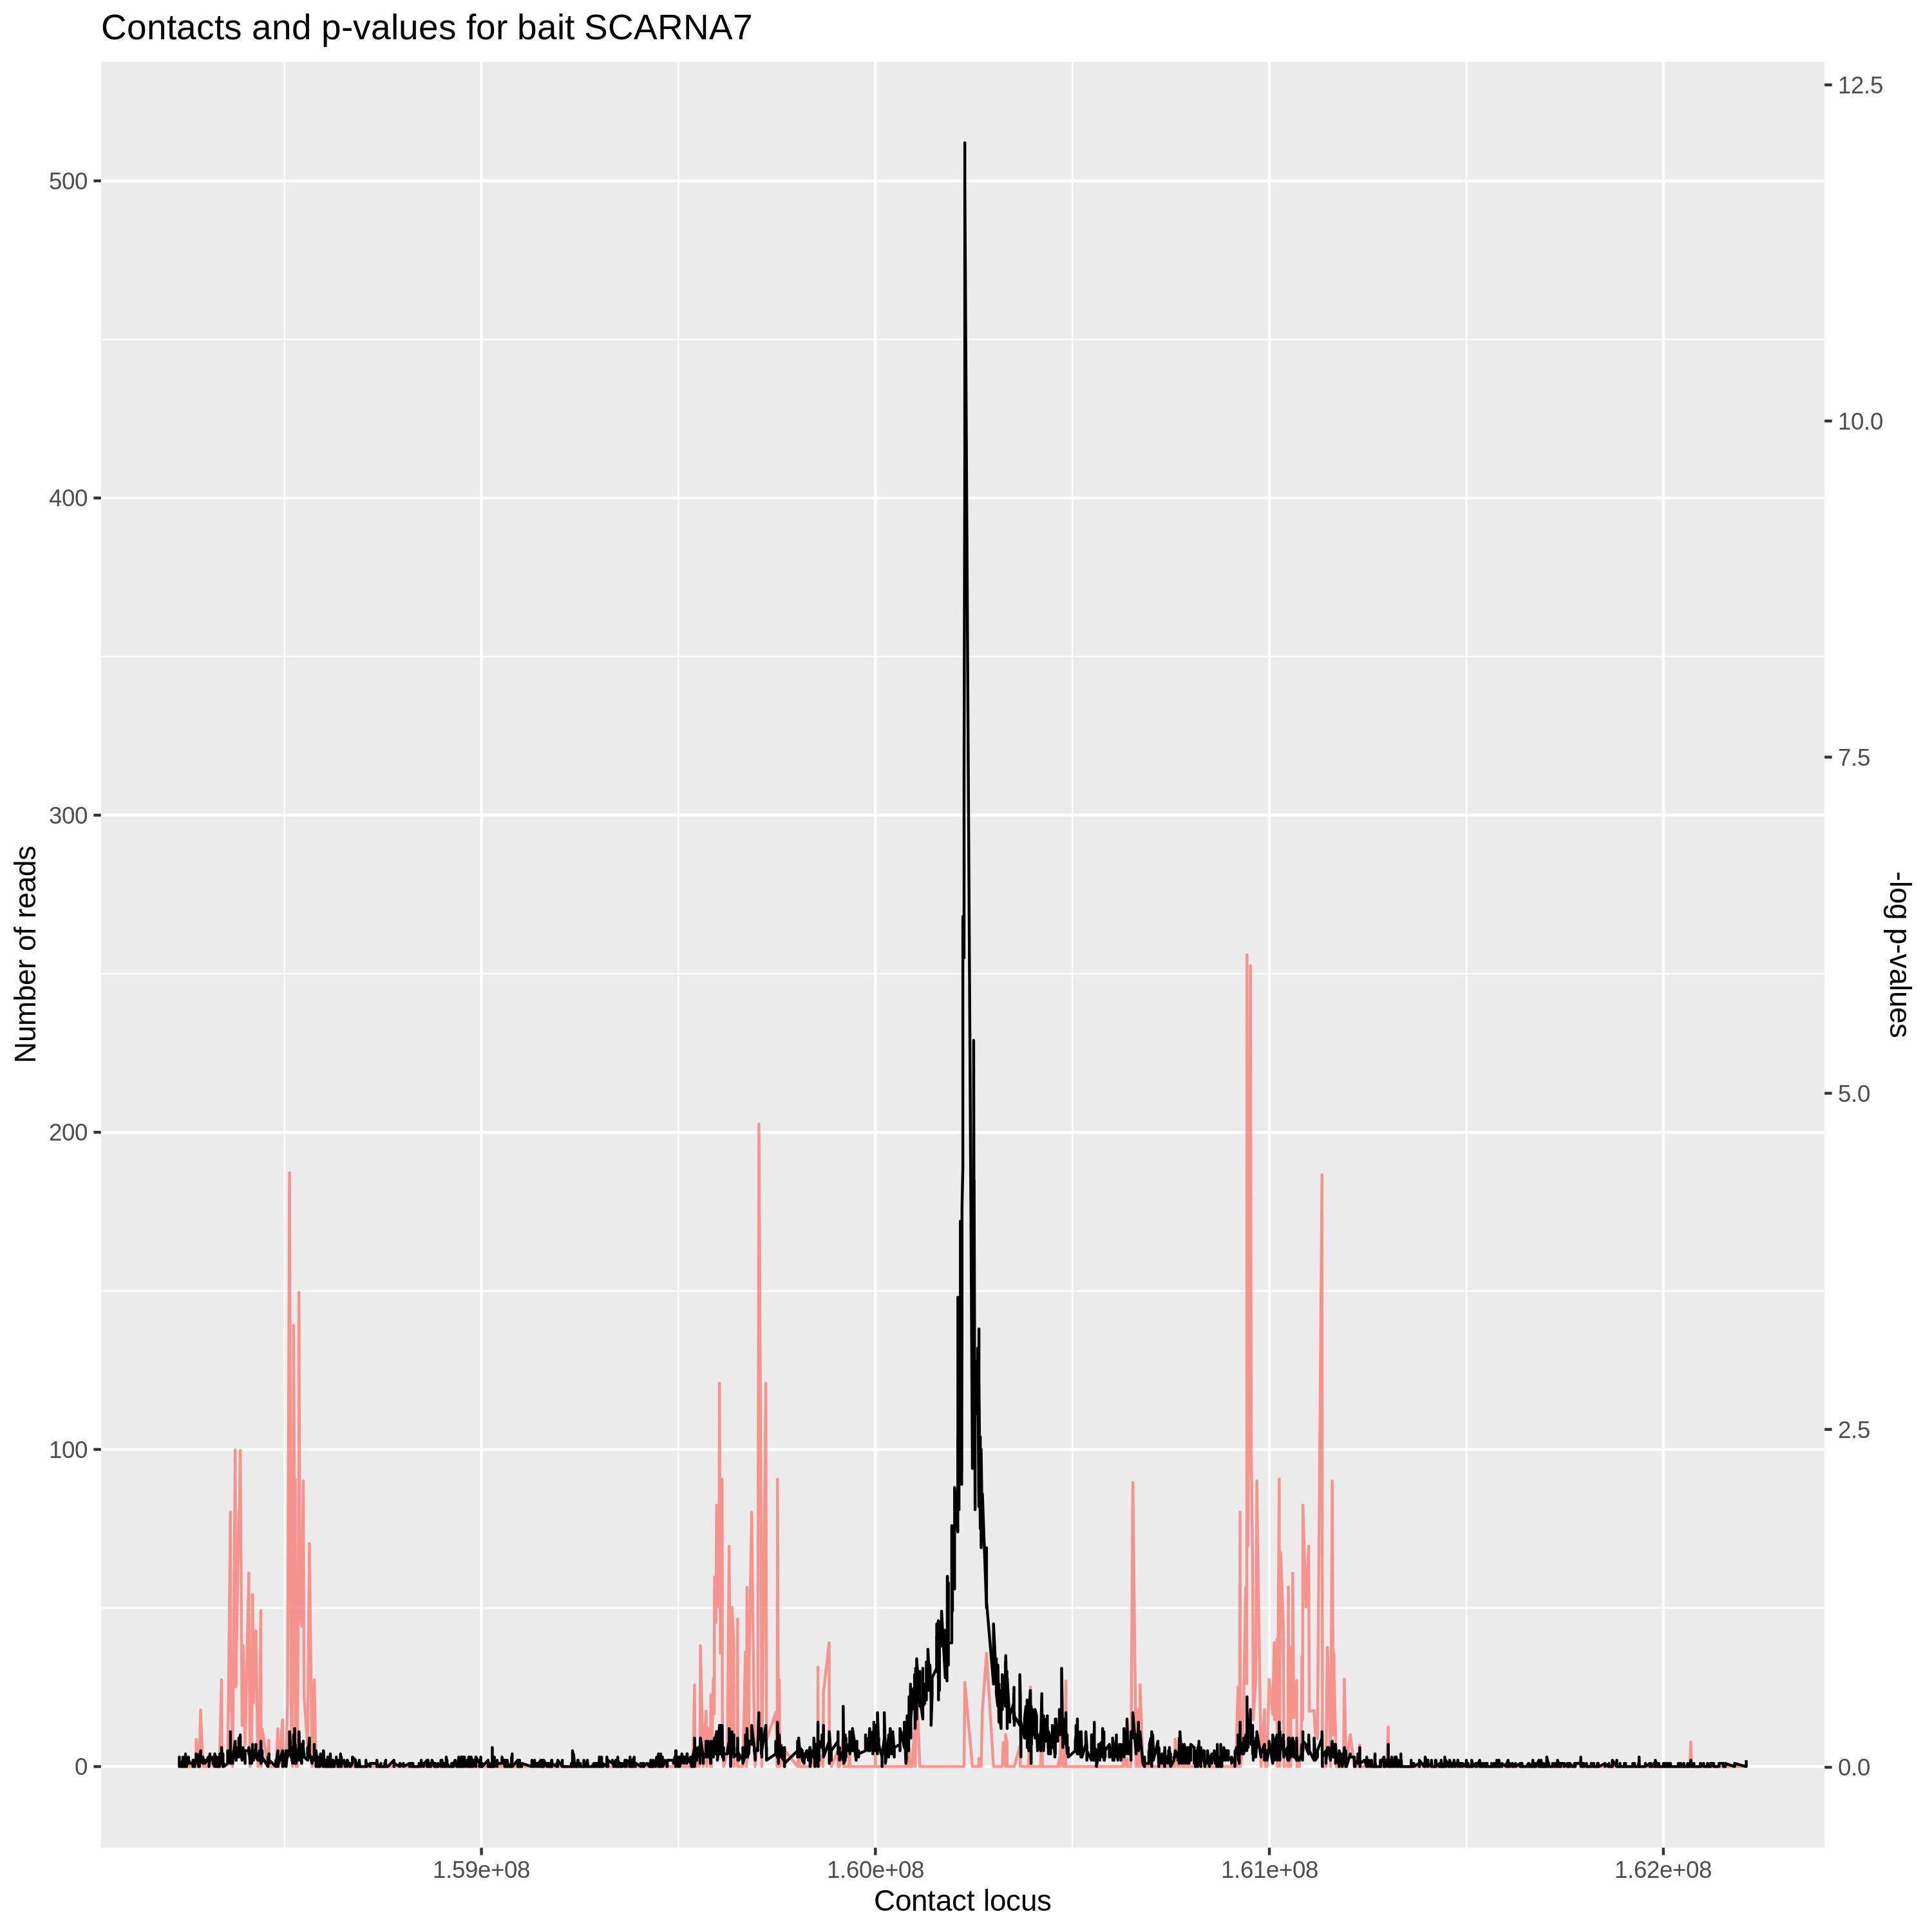 Contacts and p-values for bait SCARNA7
12.5
500
10.0
400
7.5
300
Number of reads
-log p-values
5.0
200
2.5
100
0
0.0
1.59e+08
1.60e+08
1.61e+08
1.62e+08
Contact locus